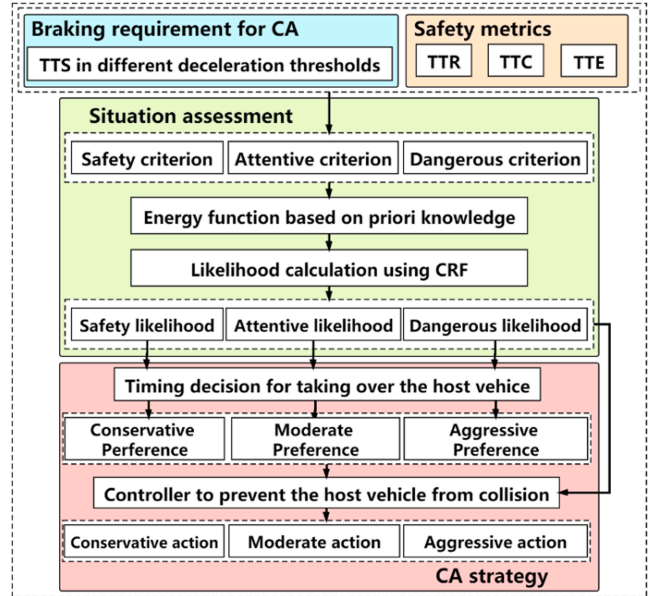 Braking requirement for CA
TTS in different deceleration thresholds
Safety metrics
TTR TTC TTE
Situation assessment
Safety criterion Attentive criterion Dangerous criterion
Energy function based on priori knowledge
Likelihood calculation using CRF
Safety likelihood Attentive likelihood Dangerous likelihood
Timing decision for taking over the host vehice
Conservative
Perference
Moderate
Preference
Aggressive
Preference
Controller to prevent the host vehicle from collision
Conservative action Moderate action Aggressive action
CA strategy